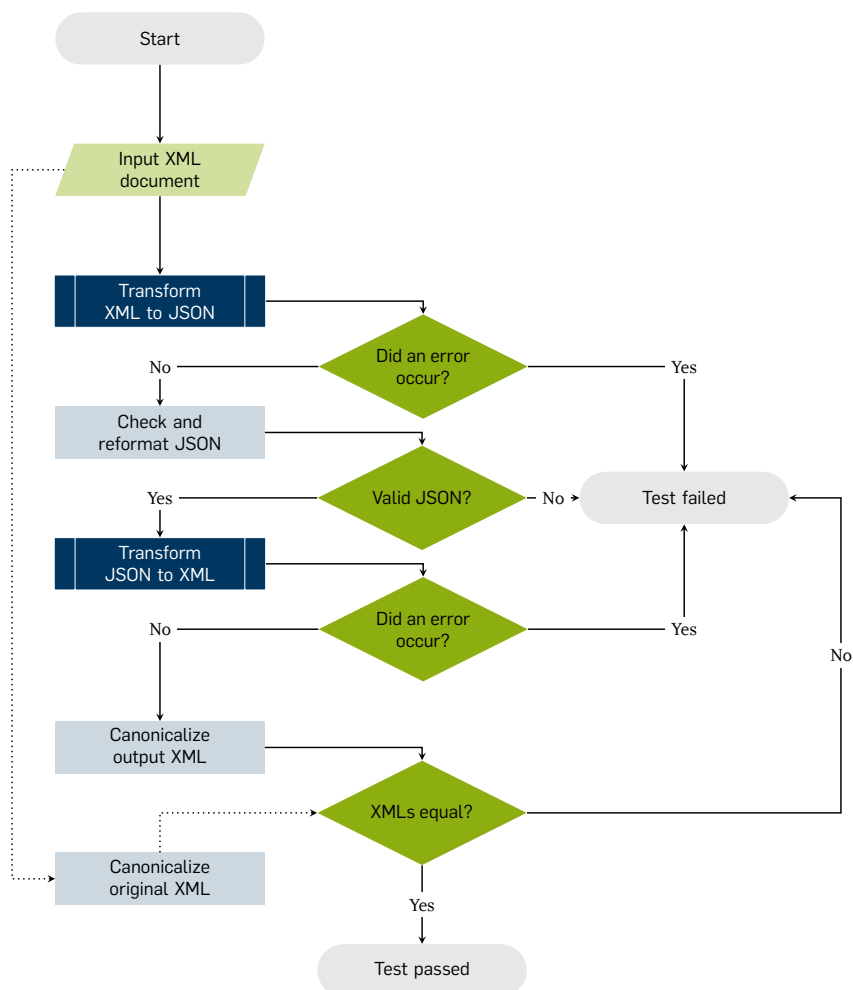 Start
Input XML
document
Transform
XML to JSON
Did an error
occur?
No
Yes
Check and
reformat JSON
Valid JSON?
Yes
No
Test failed
Transform
JSON to XML
Did an error
occur?
No
Yes
No
Canonicalize
output XML
XMLs equal?
Canonicalize
original XML
Yes
Test passed